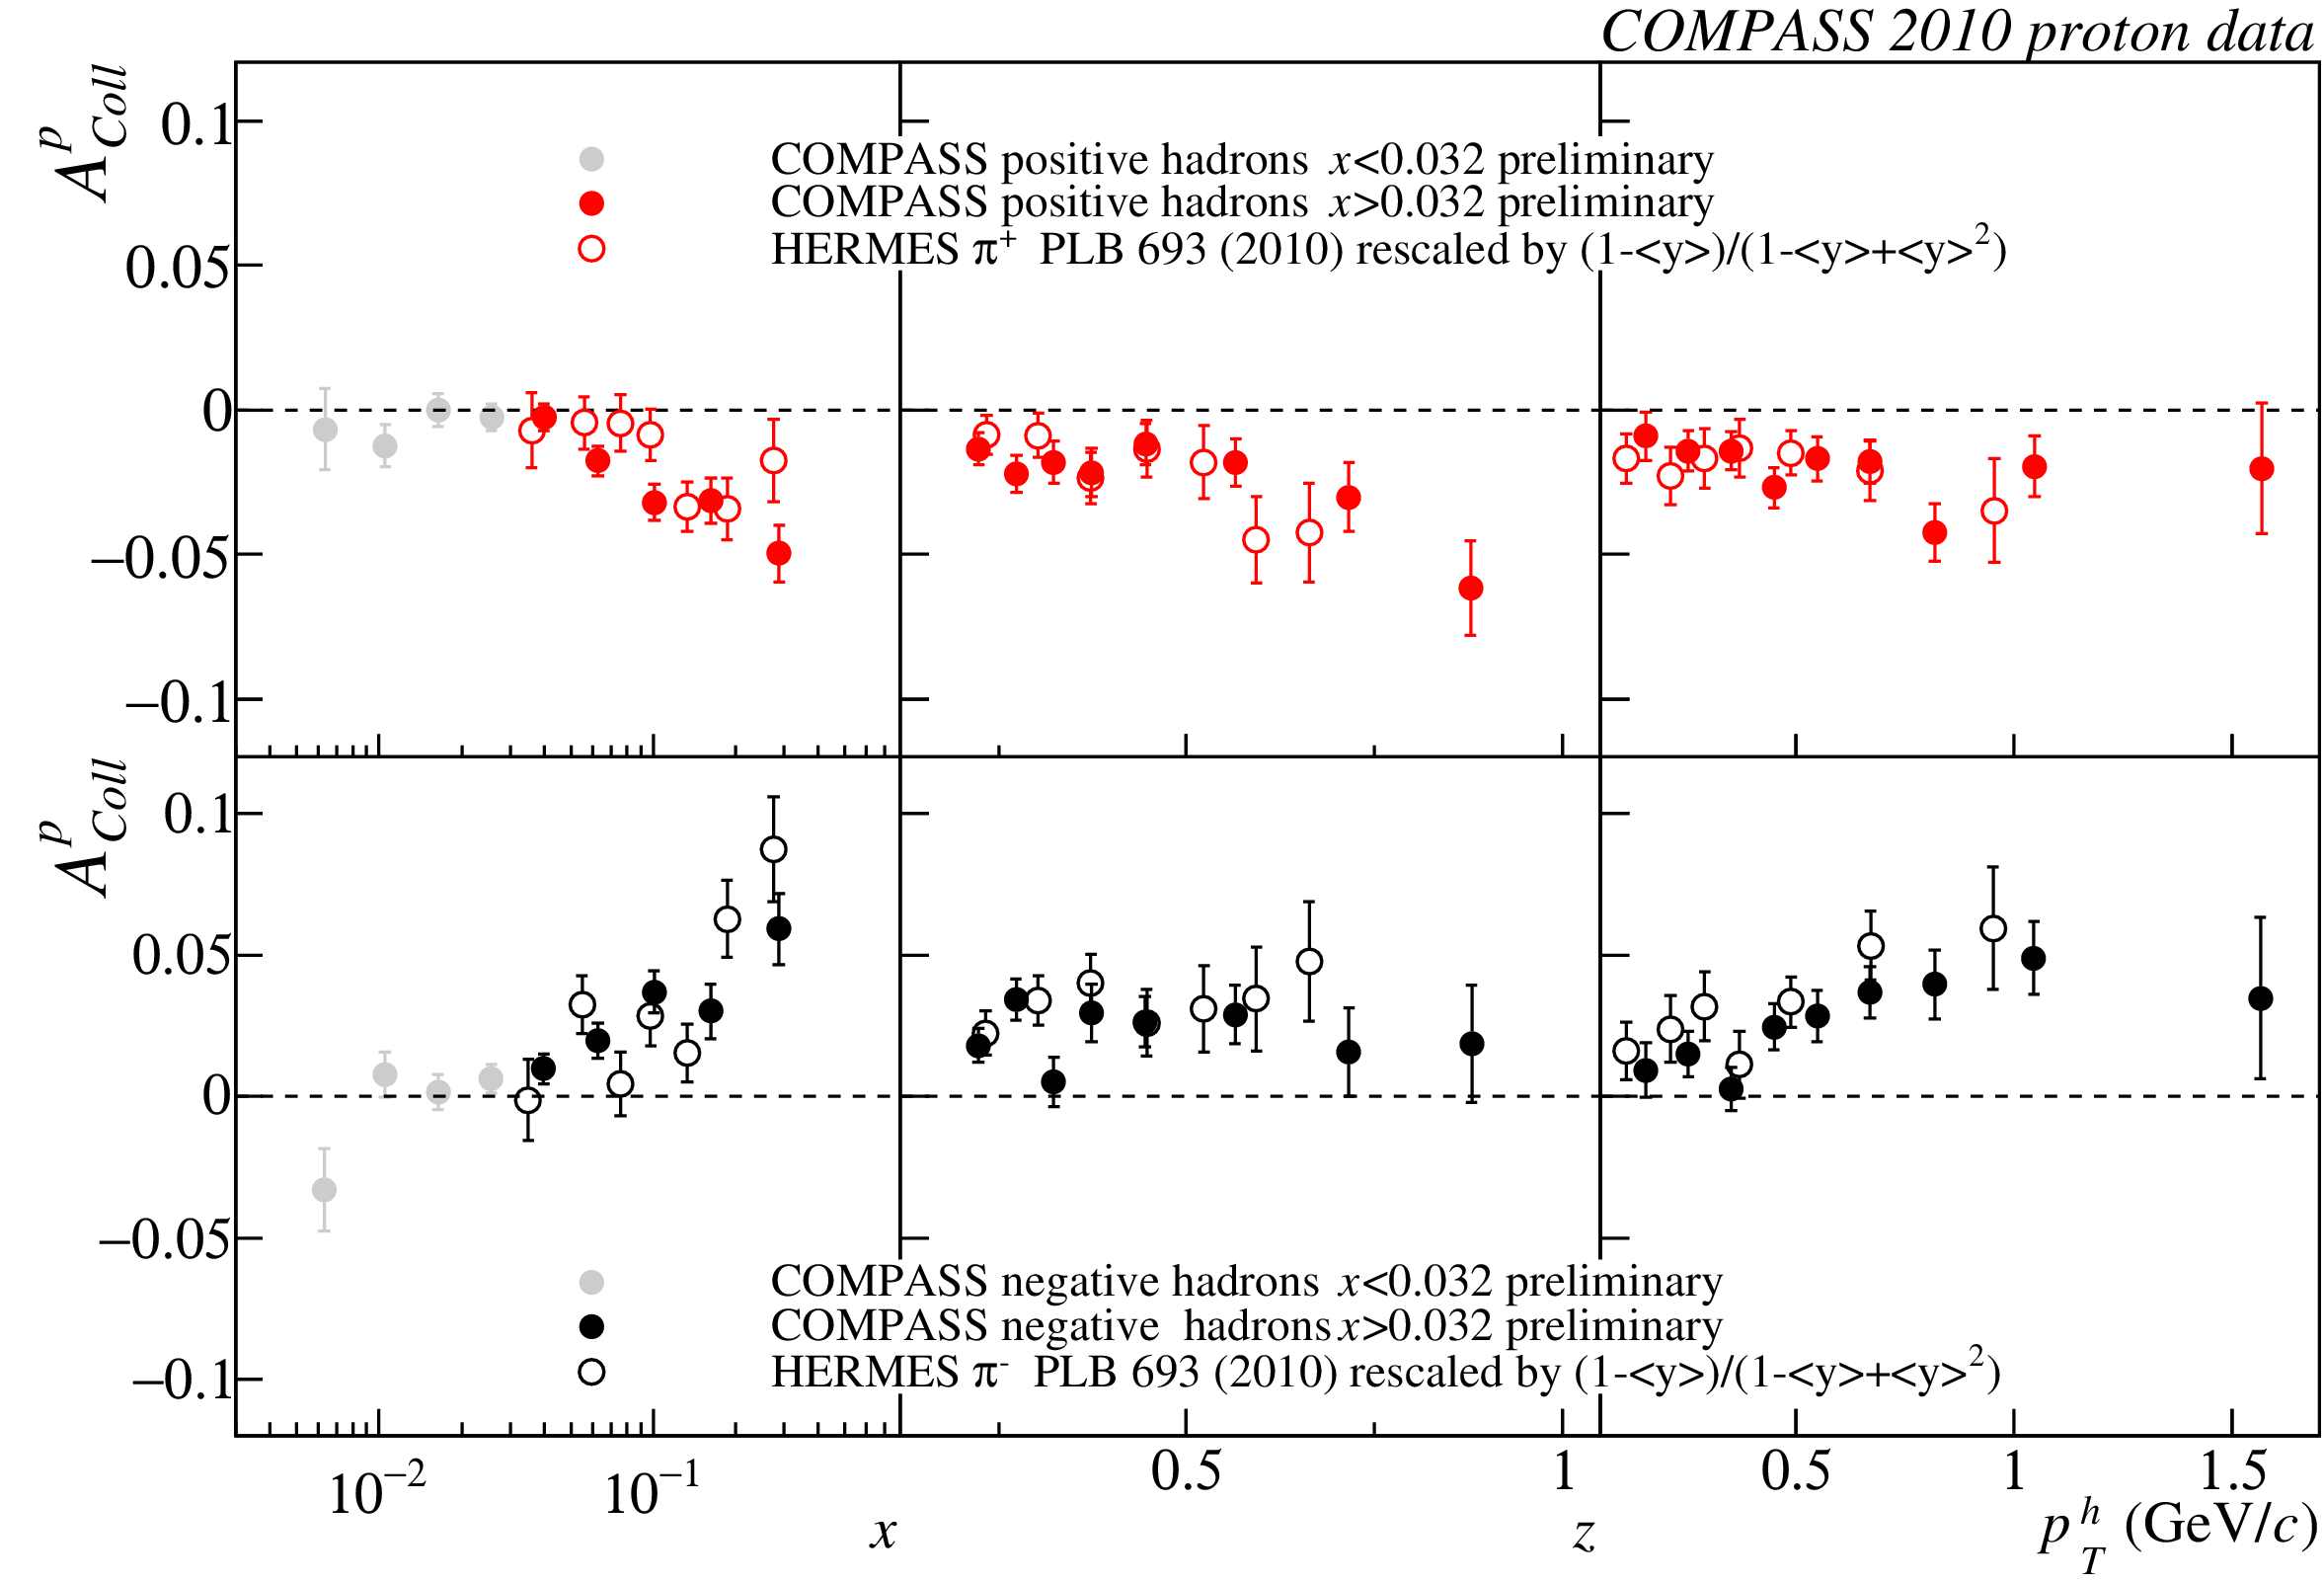 COMPASS 2010 proton data
A^p_Coll
0.1
0.05
0
−0.05
−0.1
COMPASS positive hadrons x<0.032 preliminary
COMPASS positive hadrons x>0.032 preliminary
HERMES π⁺ PLB 693 (2010) rescaled by (1-<y>)/(1-<y>+<y>²)
A^p_Coll
0.1
0.05
0
−0.05
−0.1
COMPASS negative hadrons x<0.032 preliminary
COMPASS negative hadrons x>0.032 preliminary
HERMES π⁻ PLB 693 (2010) rescaled by (1-<y>)/(1-<y>+<y>²)
10⁻² 10⁻¹ 0.5 1 0.5 1 1.5
x z p_T^h (GeV/c)